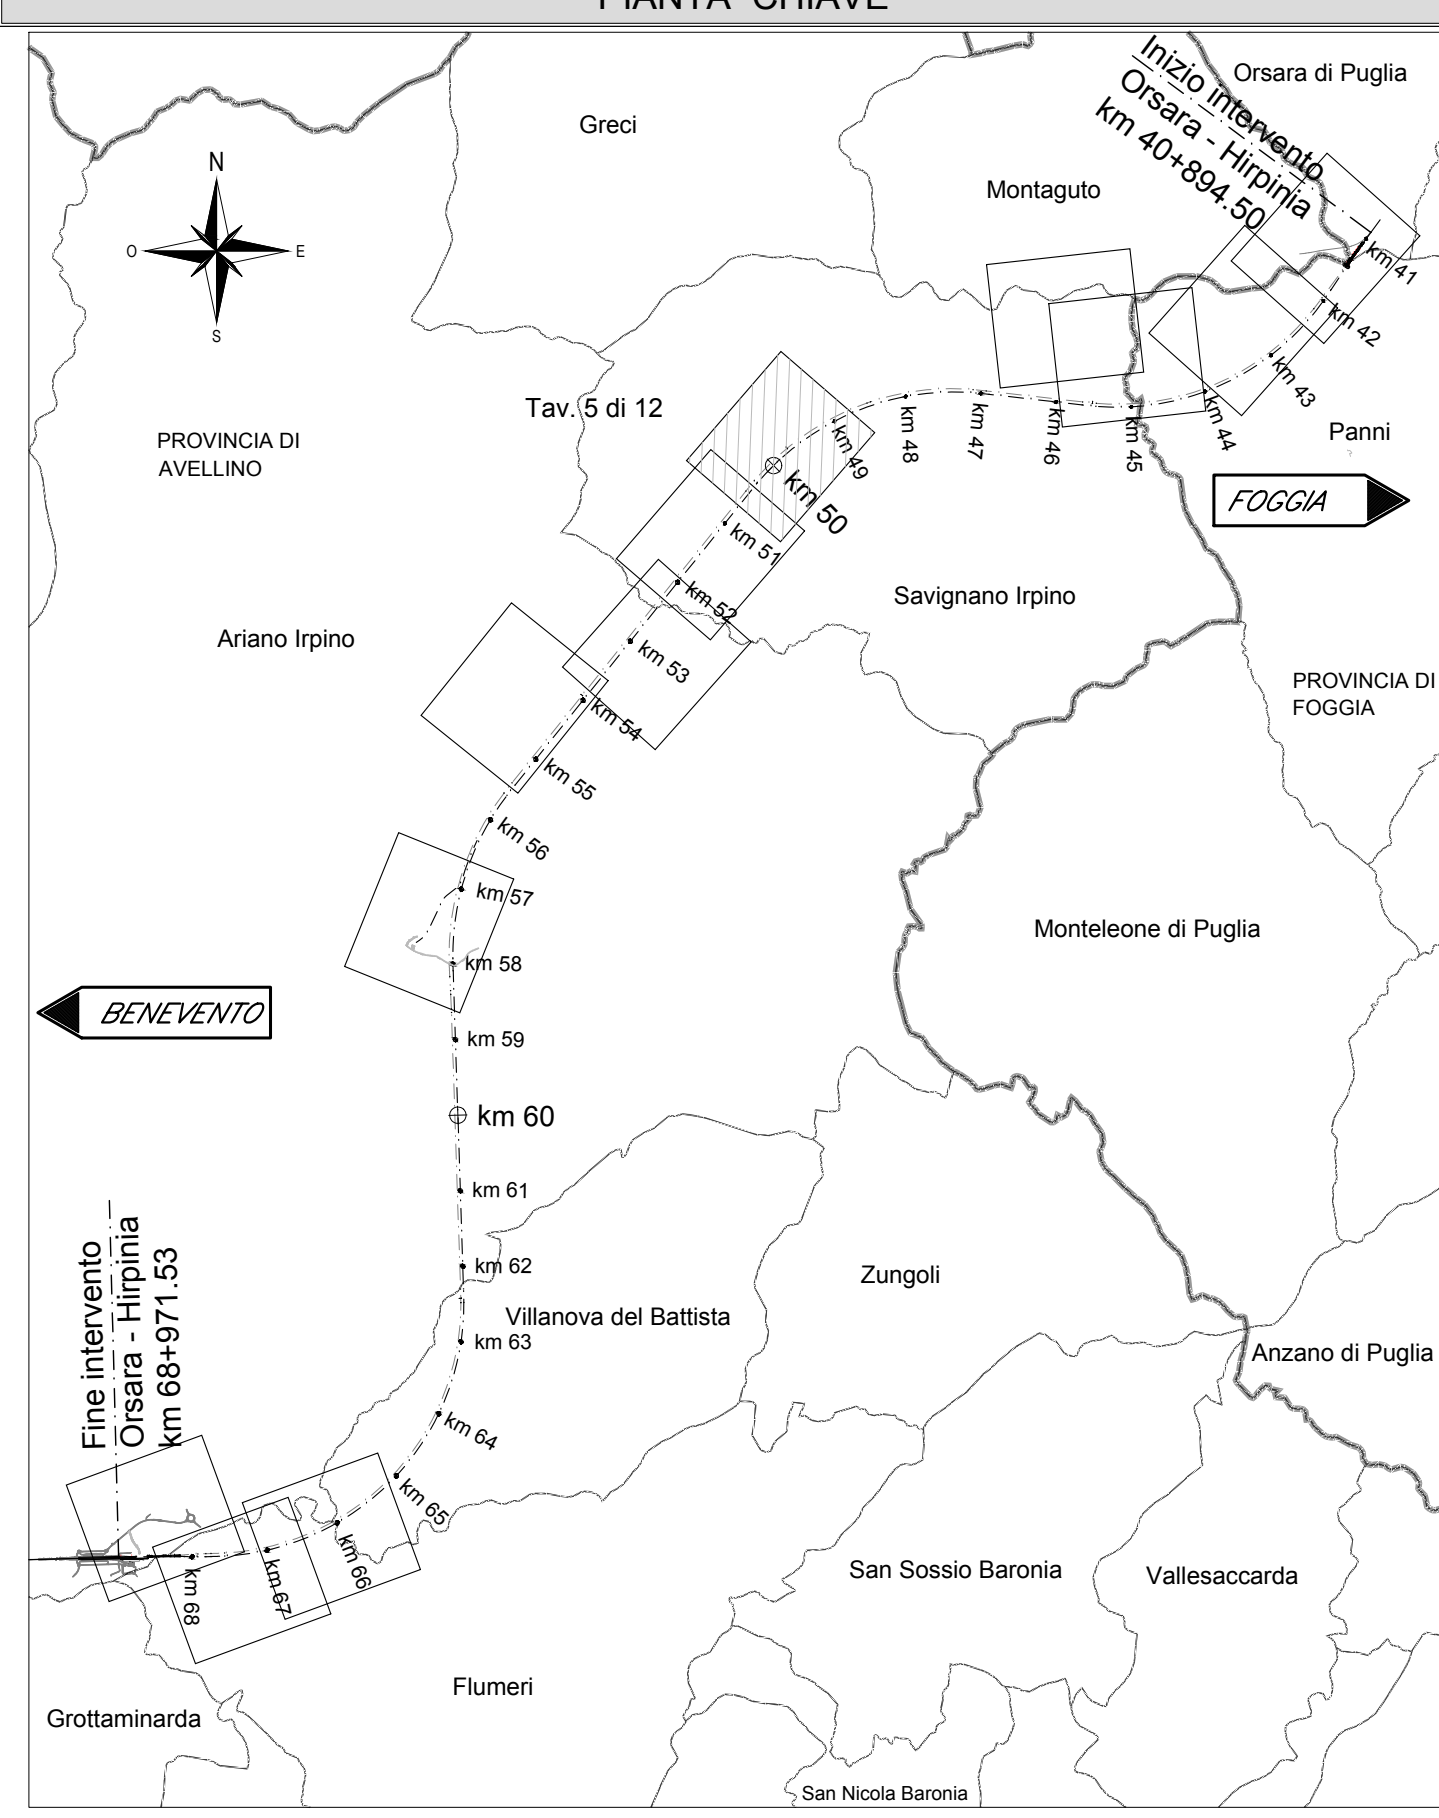 PIANTA CHIAVE
Orsara di Puglia
Inizio intervento
Orsara - Hirpinia
km 40+894.50
Greci
Montaguto
N
O
E
S
km 41
km 42
km 43
km 44
km 45
km 46
km 47
km 48
km 49
km 50
Tav. 5 di 12
PROVINCIA DI
AVELLINO
Panni
FOGGIA
km 51
km 52
km 53
km 54
km 55
km 56
km 57
km 58
km 59
km 60
km 61
km 62
km 63
km 64
km 65
km 66
km 67
km 68
Savignano Irpino
Ariano Irpino
PROVINCIA DI
FOGGIA
Monteleone di Puglia
BENEVENTO
Fine intervento
Orsara - Hirpinia
km 68+971.53
Zungoli
Villanova del Battista
Anzano di Puglia
San Sossio Baronia
Vallesaccarda
Flumeri
Grottaminarda
San Nicola Baronia